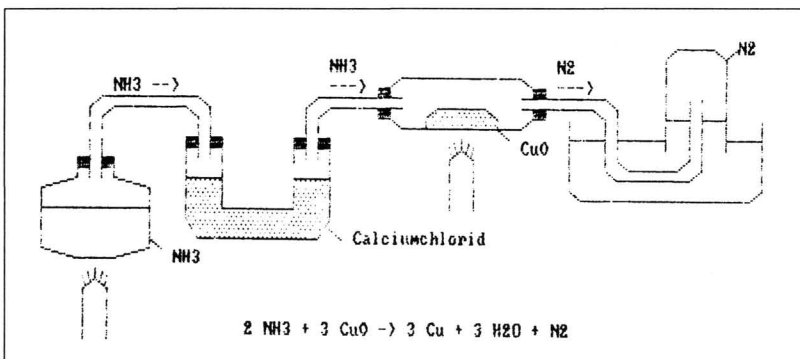 NH3 -->
NH3
--->
N2
--->
N2
CuO
Calciumchlorid
NH3
2 NH3 + 3 CuO -> 3 Cu + 3 H2O + N2